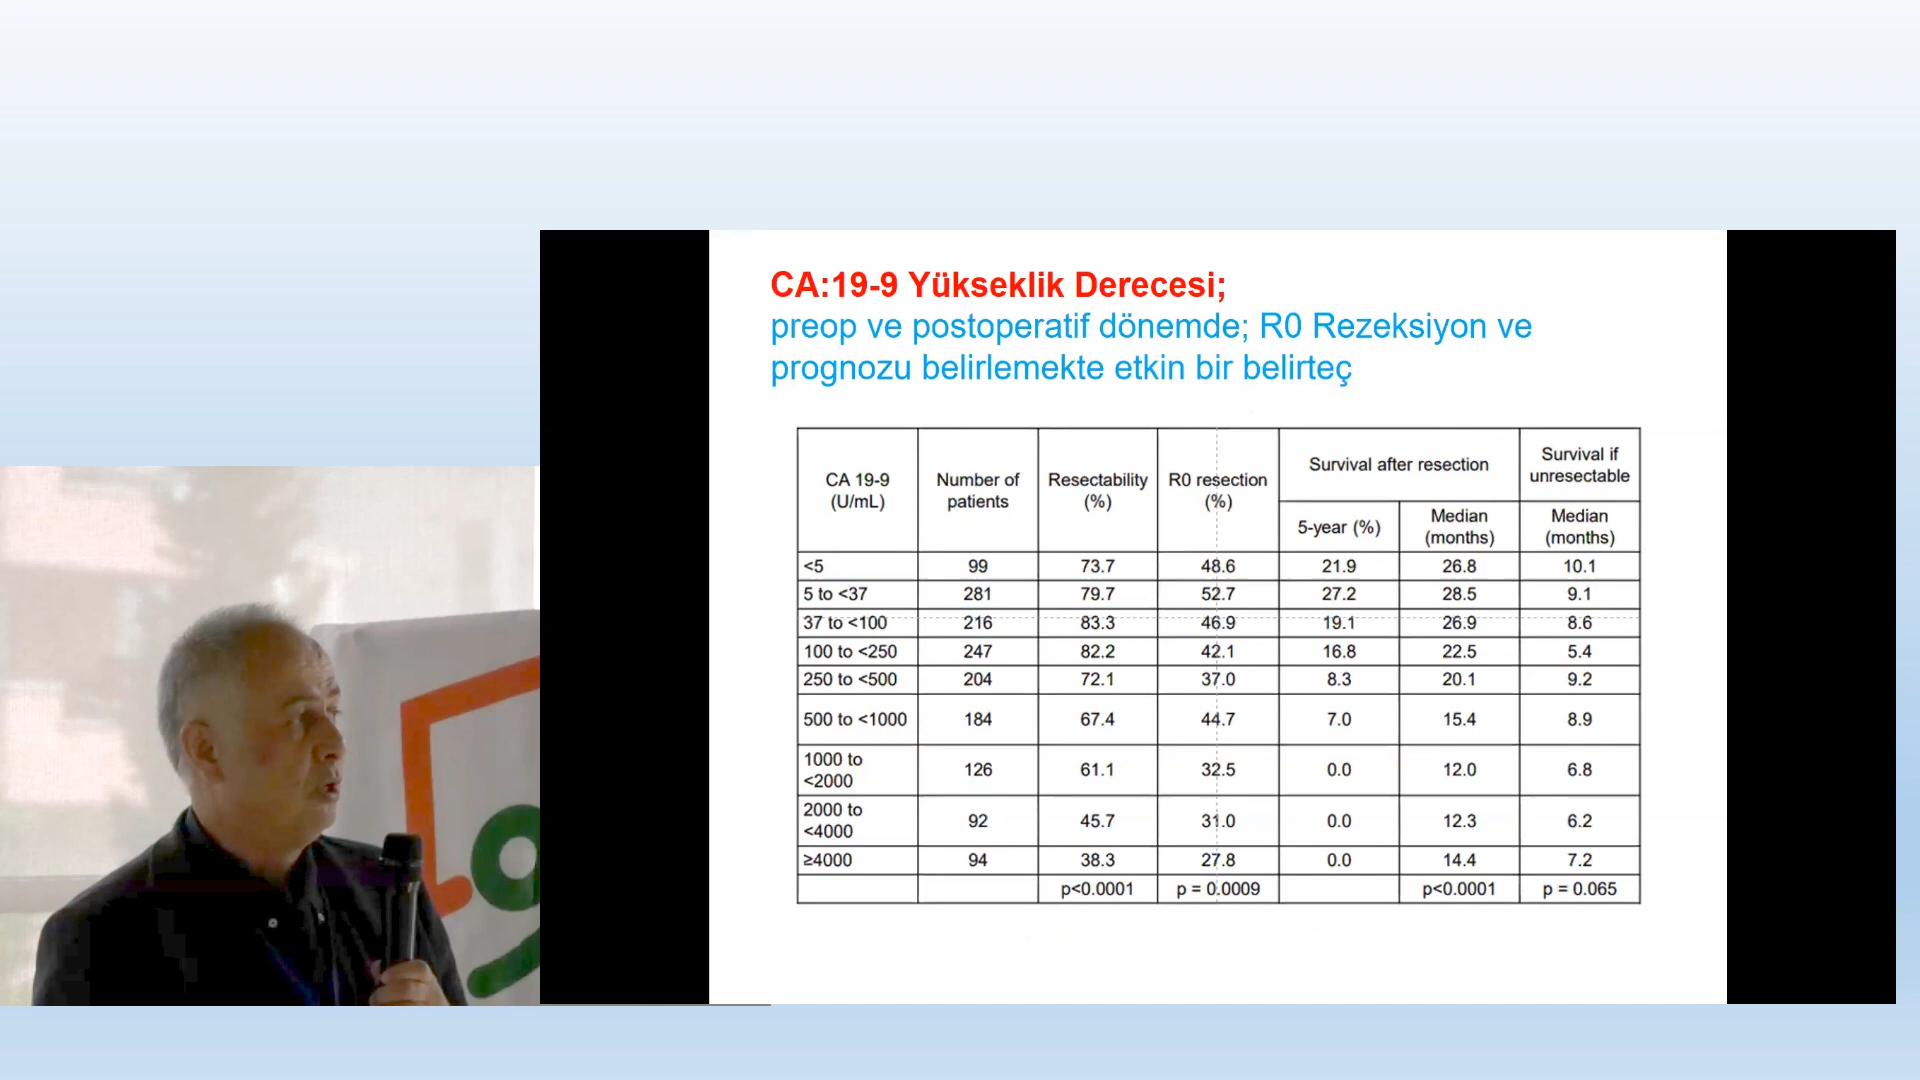 CA:19-9 Yükseklik Derecesi;
preop ve postoperatif dönemde; R0 Rezeksiyon ve
prognozu belirlemekte etkin bir belirteç
CA 19-9 (U/mL) Number of patients Resectability (%) R0 resection (%) Survival after resection Survival if unresectable
5-year (%) Median (months) Median (months)
<5 99 73.7 48.6 21.9 26.8 10.1
5 to <37 281 79.7 52.7 27.2 28.5 9.1
37 to <100 216 83.3 46.9 19.1 26.9 8.6
100 to <250 247 82.2 42.1 16.8 22.5 5.4
250 to <500 204 72.1 37.0 8.3 20.1 9.2
500 to <1000 184 67.4 44.7 7.0 15.4 8.9
1000 to <2000 126 61.1 32.5 0.0 12.0 6.8
2000 to <4000 92 45.7 31.0 0.0 12.3 6.2
≥4000 94 38.3 27.8 0.0 14.4 7.2
p<0.0001 p = 0.0009 p<0.0001 p = 0.065